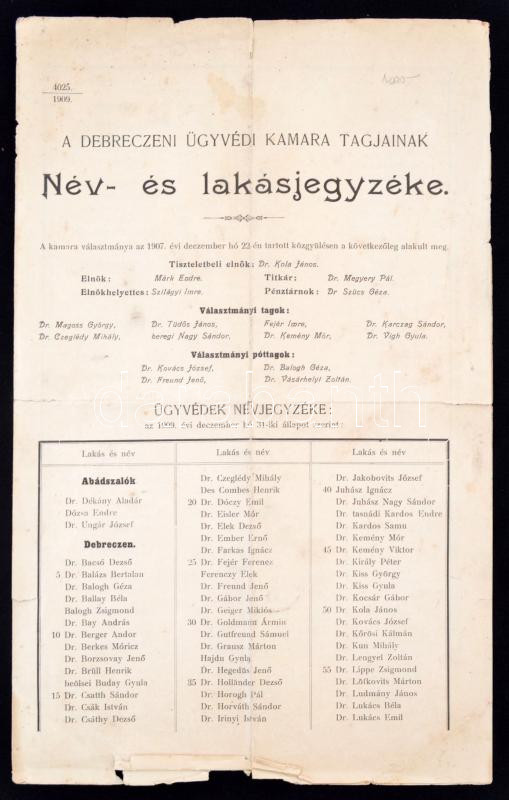 4025.
1909.
1000-
A DEBRECZENI ÜGYVÉDI KAMARA TAGJAINAK
Név- és lakásjegyzéke.
A kamara választmánya az 1907. évi deczember hó 22-én tartott közgyülésen a következőleg alakult meg.
Tiszteletbeli elnök: Dr. Kola János.
Elnök: Márk Endre. Titkár: Dr. Megyery Pál.
Elnökhelyettes: Szilágyi Imre. Pénztárnok: Dr Szücs Géza.
Választmányi tagok:
Dr. Magoss György, Dr. Tüdős János, Fejér Imre, Dr. Karczag Sándor,
Dr. Czeglédy Mihály, beregi Nagy Sándor, Dr. Kemény Mór, Dr. Vigh Gyula.
Választmányi póttagok:
Dr. Kovács József, Dr. Balogh Géza,
Dr. Freund Jenő, Dr. Vásárhelyi Zoltán.
ÜGYVÉDEK NÉVJEGYZÉKE:
az 1909. évi deczember hó 31-iki állapot szerint:
Lakás és név
Abádszalók
Dr. Dékány Aladár
Dózsa Endre
Dr. Ungár József
Debreczen.
Dr. Bacsó Dezső
5 Dr. Balázs Bertalan
Dr. Balogh Géza
Dr. Ballay Béla
Balogh Zsigmond
Dr. Bay András
10 Dr. Berger Andor
Dr. Berkes Móricz
Dr. Borzsovay Jenő
Dr. Brüll Henrik
beölsei Buday Gyula
15 Dr. Csatth Sándor
Dr. Csák István
Dr. Csáthy Dezső
Lakás és név
Dr. Czeglédy Mihály
Des Combes Henrik
20 Dr. Dóczy Emil
Dr. Eisler Mór
Dr. Elek Dezső
Dr. Ember Ernő
Dr. Farkas Ignácz
25 Dr. Fejér Ferencz
Ferenczy Elek
Dr. Freund Jenő
Dr. Gábor Jenő
Dr. Geiger Miklós
30 Dr. Goldmann Ármin
Dr. Gutfreund Sámuel
Dr. Grausz Márton
Hajdu Gyula
Dr. Hegedüs Jenő
35 Dr. Holländer Dezső
Dr. Horogh Pál
Dr. Horváth Sándor
Dr. Irinyi István
Lakás és név
Dr. Jakobovits József
40 Juhász Ignácz
Dr. Juhász Nagy Sándor
Dr. tasnádi Kardos Endre
Dr. Kardos Samu
Dr. Kemény Mór
45 Dr. Kemény Viktor
Dr. Király Péter
Dr. Kiss György
Dr. Kiss Gyula
Dr. Kocsár Gábor
50 Dr. Kola János
Dr. Kovács József
Dr. Kőrösi Kálmán
Dr. Kun Mihály
Dr. Lengyel Zoltán
55 Dr. Lippe Zsigmond
Dr. Löfkovits Márton
Dr. Ludmány János
Dr. Lukács Béla
Dr. Lukács Emil